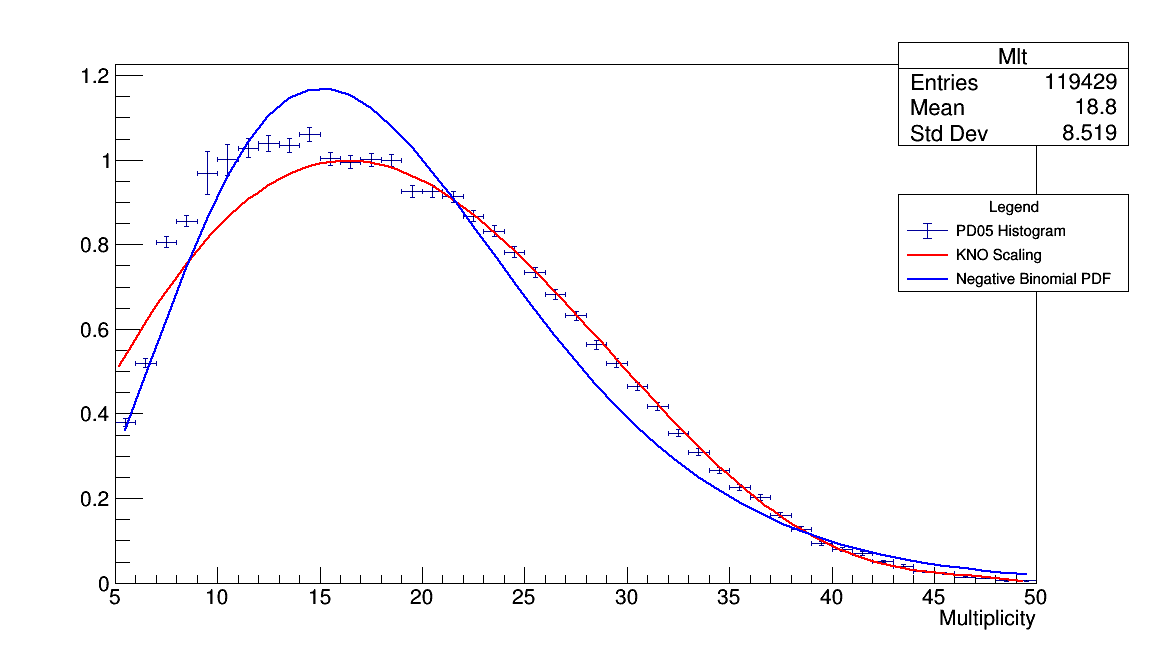 Mlt
Entries 119429
Mean 18.8
Std Dev 8.519
Legend
PD05 Histogram
KNO Scaling
Negative Binomial PDF
1.2
1
0.8
0.6
0.4
0.2
0
5 10 15 20 25 30 35 40 45 50
Multiplicity